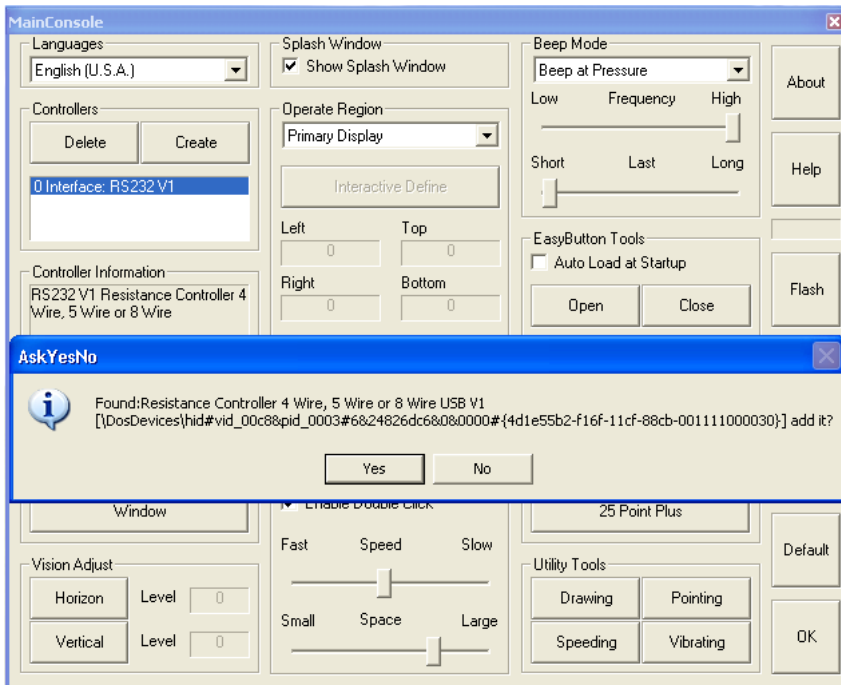 MainConsole
Languages
English (U.S.A.)
Controllers
Delete
Create
0 Interface: RS232 V1
Controller Information
RS232 V1 Resistance Controller 4
Wire, 5 Wire or 8 Wire
Splash Window
Show Splash Window
Operate Region
Primary Display
Interactive Define
Left
Top
0
0
Right
Bottom
0
0
Beep Mode
Beep at Pressure
Low Frequency High
Short Last Long
EasyButton Tools
Auto Load at Startup
Open
Close
About
Help
Flash
AskYesNo
Found:Resistance Controller 4 Wire, 5 Wire or 8 Wire USB V1
[\DosDevices\hid#vid_00c8&pid_0003#6&24826dc6&0&0000#{4d1e55b2-f16f-11cf-88cb-001111000030}] add it?
Yes
No
Window
Vision Adjust
Horizon
Level
0
Vertical
Level
0
Enable Double Click
Fast Speed Slow
Small Space Large
25 Point Plus
Utility Tools
Drawing
Pointing
Speeding
Vibrating
Default
OK